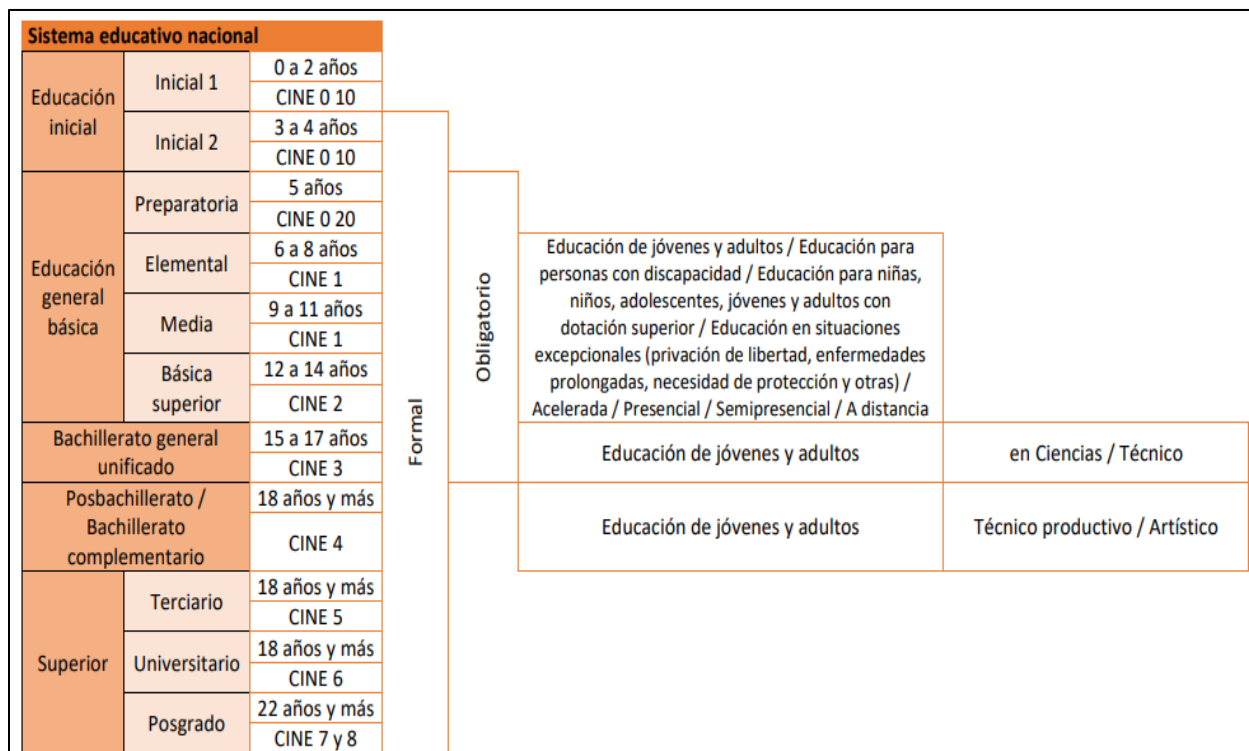 Sistema educativo nacional
Educación
inicial
Inicial 1
0 a 2 años
CINE 0 10
Inicial 2
3 a 4 años
CINE 0 10
Educación
general
básica
Preparatoria
5 años
CINE 0 20
Elemental
6 a 8 años
CINE 1
Media
9 a 11 años
CINE 1
Básica
superior
12 a 14 años
CINE 2
Bachillerato general
unificado
15 a 17 años
CINE 3
Posbachillerato /
Bachillerato
complementario
18 años y más
CINE 4
Superior
Terciario
18 años y más
CINE 5
Universitario
18 años y más
CINE 6
Posgrado
22 años y más
CINE 7 y 8
Formal
Obligatorio
Educación de jóvenes y adultos / Educación para
personas con discapacidad / Educación para niñas,
niños, adolescentes, jóvenes y adultos con
dotación superior / Educación en situaciones
excepcionales (privación de libertad, enfermedades
prolongadas, necesidad de protección y otras) /
Acelerada / Presencial / Semipresencial / A distancia
Educación de jóvenes y adultos
en Ciencias / Técnico
Educación de jóvenes y adultos
Técnico productivo / Artístico